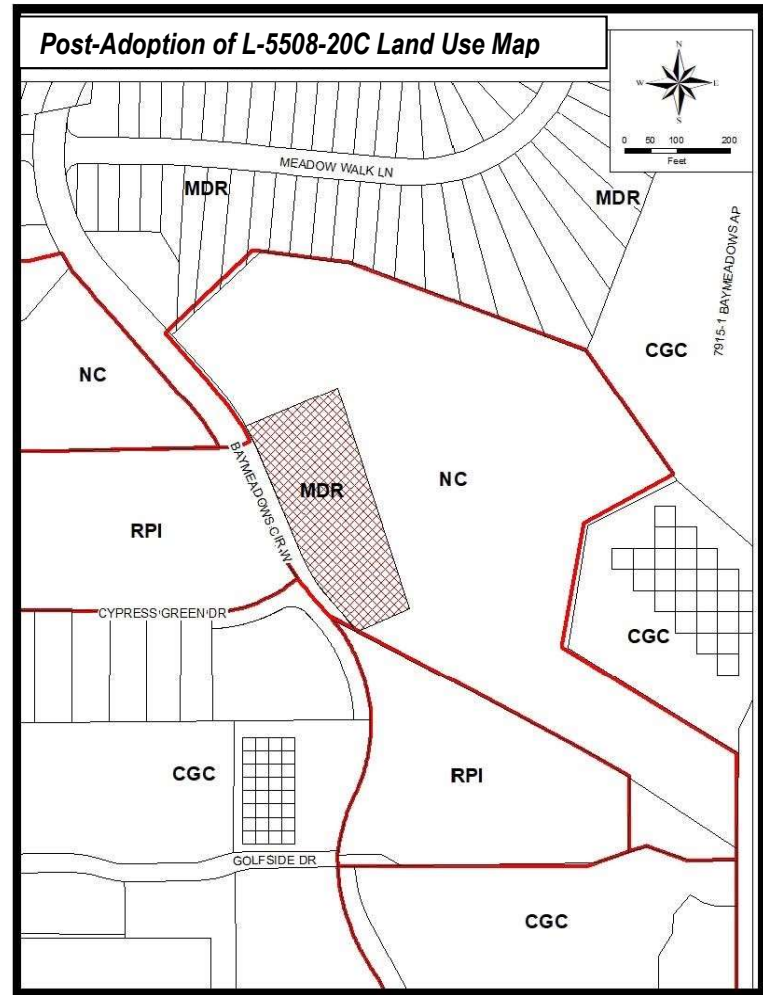 Post-Adoption of L-5508-20C Land Use Map
N
W E
S
0 50 100 200
Feet
MEADOW WALK LN
MDR
MDR
7915-1 BAYMEADOWS AP
CGC
NC
NC
MDR
BAYMEADOWS CIR W
RPI
CYPRESS GREEN DR
CGC
CGC
RPI
GOLFSIDE DR
CGC